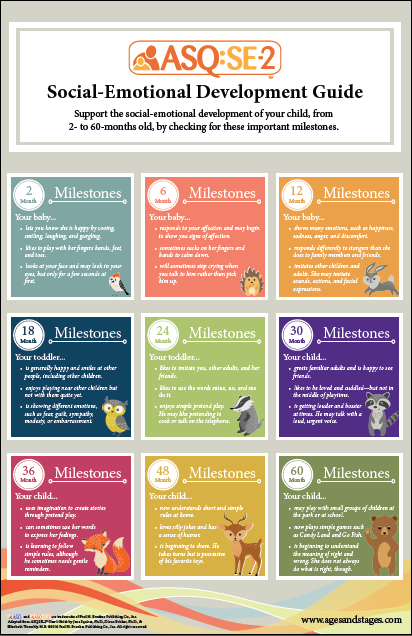 ASQ:SE-2™
Social-Emotional Development Guide
Support the social-emotional development of your child, from
2- to 60-months old, by checking for these important milestones.
2
Month
Milestones
Your baby...
• lets you know she is happy by cooing,
smiling, laughing, and gurgling.
• likes to play with her fingers, hands, feet,
and toes.
• looks at your face and may look in your
eyes, but only for a few seconds at
first.
6
Month
Milestones
Your baby...
• responds to your affection and may begin
to show you signs of affection.
• sometimes sucks on her fingers and
hands to calm down.
• will sometimes stop crying when
you talk to him rather than pick
him up.
12
Month
Milestones
Your baby...
• shows many emotions, such as happiness,
sadness, anger, and discomfort.
• responds differently to strangers than she
does to family members and friends.
• imitates other children and
adults. She may imitate
sounds, actions, and facial
expressions.
18
Month
Milestones
Your toddler...
• is generally happy and smiles at other
people, including other children.
• enjoys playing near other children but
not with them quite yet.
• is showing different emotions,
such as fear, guilt, sympathy,
modesty, or embarrassment.
24
Month
Milestones
Your toddler...
• likes to imitate you, other adults, and her
friends.
• likes to use the words mine, no, and me
do it.
• enjoys simple pretend play.
He may like pretending to
cook or talk on the telephone.
30
Month
Milestones
Your child...
• greets familiar adults and is happy to see
friends.
• likes to be loved and cuddled—but not in
the middle of playtime.
• is getting louder and bossier
at times. He may talk with a
loud, urgent voice.
36
Month
Milestones
Your child...
• uses imagination to create stories
through pretend play.
• can sometimes use her words
to express her feelings.
• is learning to follow
simple rules, although
he sometimes needs gentle
reminders.
48
Month
Milestones
Your child...
• now understands short and simple
rules at home.
• loves silly jokes and has
a sense of humor.
• is beginning to share. He
takes turns but is possessive
of his favorite toys.
60
Month
Milestones
Your child...
• may play with small groups of children at
the park or at school.
• now plays simple games such
as Candy Land and Go Fish.
• is beginning to understand
the meaning of right and
wrong. She does not always
do what is right, though.
www.agesandstages.com